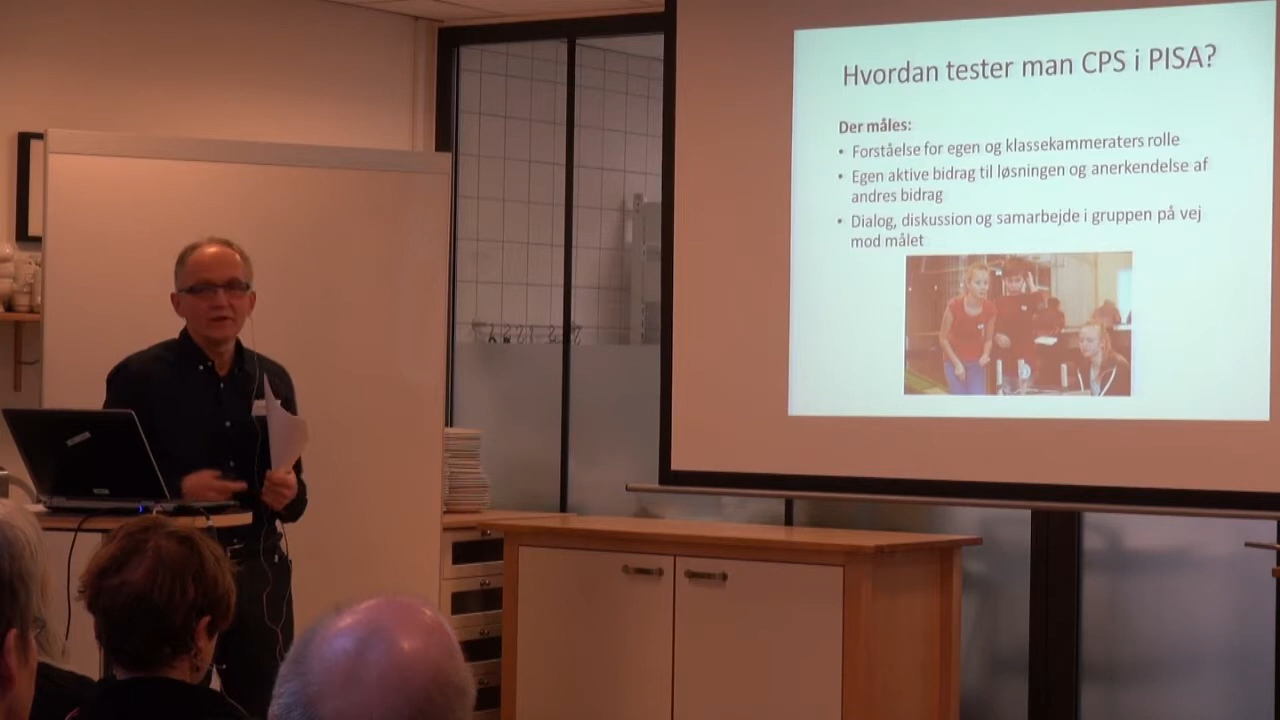 Hvordan tester man CPS i PISA?
Der måles:
• Forståelse for egen og klassekammeraters rolle
• Egen aktive bidrag til løsningen og anerkendelse af
andres bidrag
• Dialog, diskussion og samarbejde i gruppen på vej
mod målet